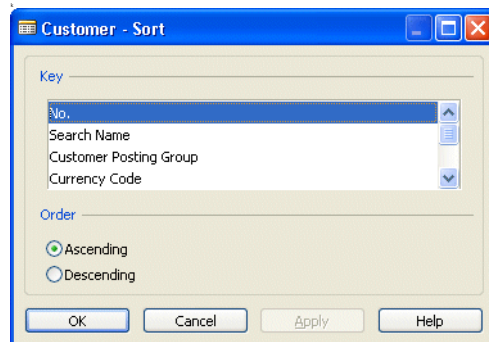 Customer - Sort
Key
No.
Search Name
Customer Posting Group
Currency Code
Order
Ascending
Descending
OK Cancel Apply Help